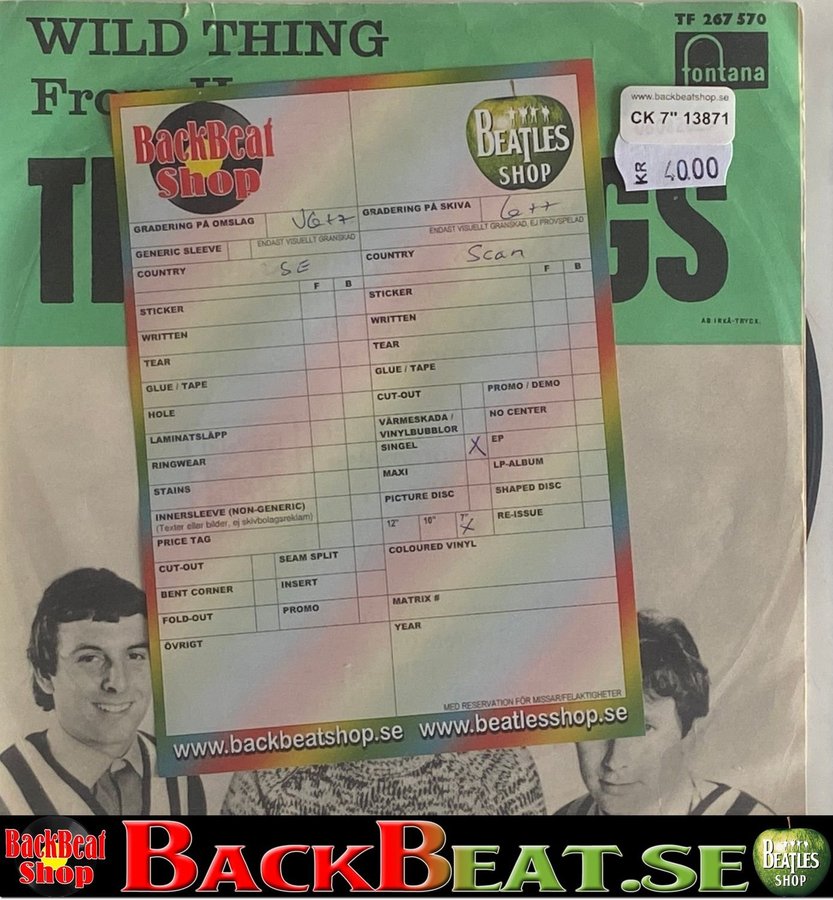 WILD THING
TF 267 570
fontana
www.backbeatshop.se
CK 7" 13871
KR 40.00
GS
AB IRKÅ-TRYCK.
BackBeat
Shop
BEATLES
SHOP
GRADERING PÅ OMSLAG VG++
ENDAST VISUELLT GRANSKAD
GENERIC SLEEVE
COUNTRY SE
F B
STICKER
WRITTEN
TEAR
GLUE / TAPE
HOLE
LAMINATSLÄPP
RINGWEAR
STAINS
INNERSLEEVE (NON-GENERIC)
(Texter eller bilder, ej skivbolagsreklam)
PRICE TAG
CUT-OUT SEAM SPLIT
BENT CORNER INSERT
FOLD-OUT PROMO
ÖVRIGT
GRADERING PÅ SKIVA G++
ENDAST VISUELLT GRANSKAD, EJ PROVSPELAD
COUNTRY Scan
F B
STICKER
WRITTEN
TEAR
GLUE / TAPE
CUT-OUT PROMO / DEMO
VÄRMESKADA /
VINYLBUBBLOR NO CENTER
SINGEL X EP
MAXI LP-ALBUM
PICTURE DISC SHAPED DISC
12" 10" 7" X RE-ISSUE
COLOURED VINYL
MATRIX #
YEAR
MED RESERVATION FÖR MISSAR/FELAKTIGHETER
www.backbeatshop.se www.beatlesshop.se
BackBeat
Shop
BACKBEAT.SE
BEATLES
SHOP